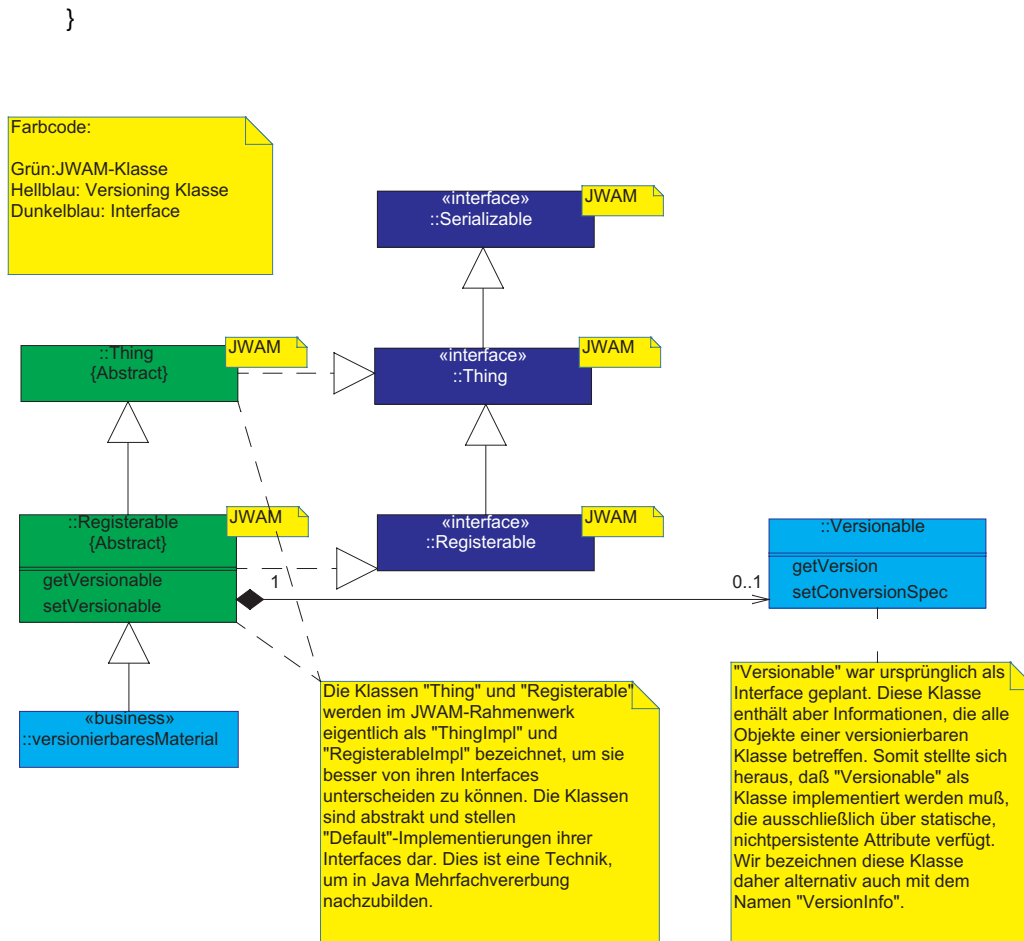 }
Farbcode:
Grün:JWAM-Klasse
Hellblau: Versioning Klasse
Dunkelblau: Interface
«interface»
::Serializable
JWAM
::Thing
{Abstract}
JWAM
«interface»
::Thing
JWAM
::Registerable
{Abstract}
getVersionable
setVersionable
JWAM
«interface»
::Registerable
JWAM
::Versionable
getVersion
setConversionSpec
1
0..1
«business»
::versionierbaresMaterial
Die Klassen "Thing" und "Registerable"
werden im JWAM-Rahmenwerk
eigentlich als "ThingImpl" und
"RegisterableImpl" bezeichnet, um sie
besser von ihren Interfaces
unterscheiden zu können. Die Klassen
sind abstrakt und stellen
"Default"-Implementierungen ihrer
Interfaces dar. Dies ist eine Technik,
um in Java Mehrfachvererbung
nachzubilden.
"Versionable" war ursprünglich als
Interface geplant. Diese Klasse
enthält aber Informationen, die alle
Objekte einer versionierbaren
Klasse betreffen. Somit stellte sich
heraus, daß "Versionable" als
Klasse implementiert werden muß,
die ausschließlich über statische,
nichtpersistente Attribute verfügt.
Wir bezeichnen diese Klasse
daher alternativ auch mit dem
Namen "VersionInfo".